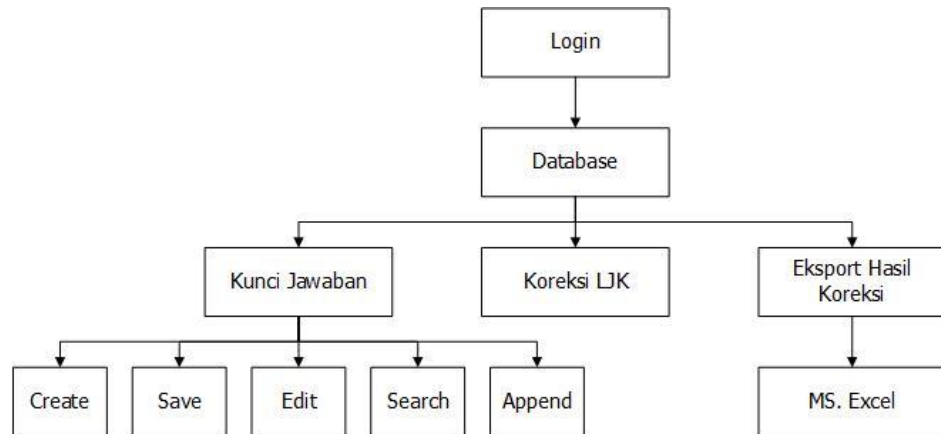 Login
Database
Kunci Jawaban
Koreksi LJK
Eksport Hasil
Koreksi
Create
Save
Edit
Search
Append
MS. Excel